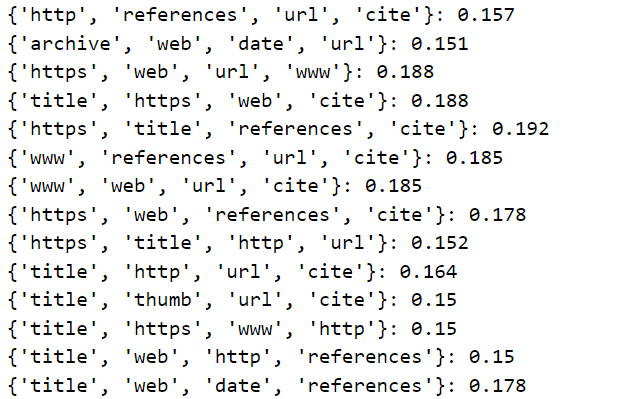 {'http', 'references', 'url', 'cite'}: 0.157
{'archive', 'web', 'date', 'url'}: 0.151
{'https', 'web', 'url', 'www'}: 0.188
{'title', 'https', 'web', 'cite'}: 0.188
{'https', 'title', 'references', 'cite'}: 0.192
{'www', 'references', 'url', 'cite'}: 0.185
{'www', 'web', 'url', 'cite'}: 0.185
{'https', 'web', 'references', 'cite'}: 0.178
{'https', 'title', 'http', 'url'}: 0.152
{'title', 'http', 'url', 'cite'}: 0.164
{'title', 'thumb', 'url', 'cite'}: 0.15
{'title', 'https', 'www', 'http'}: 0.15
{'title', 'web', 'http', 'references'}: 0.15
{'title', 'web', 'date', 'references'}: 0.178